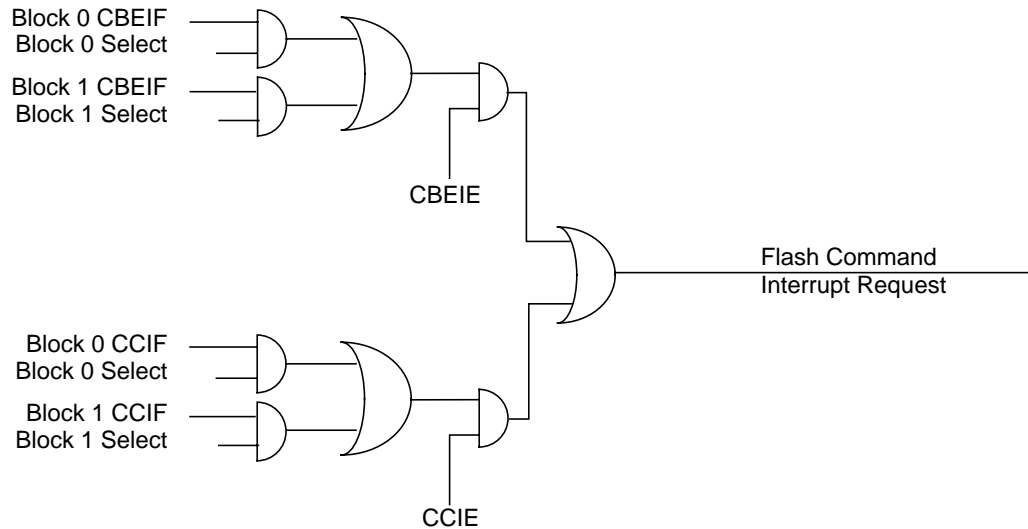 Block 0 CBEIF
Block 0 Select
Block 1 CBEIF
Block 1 Select
CBEIE
Flash Command
Interrupt Request
Block 0 CCIF
Block 0 Select
Block 1 CCIF
Block 1 Select
CCIE